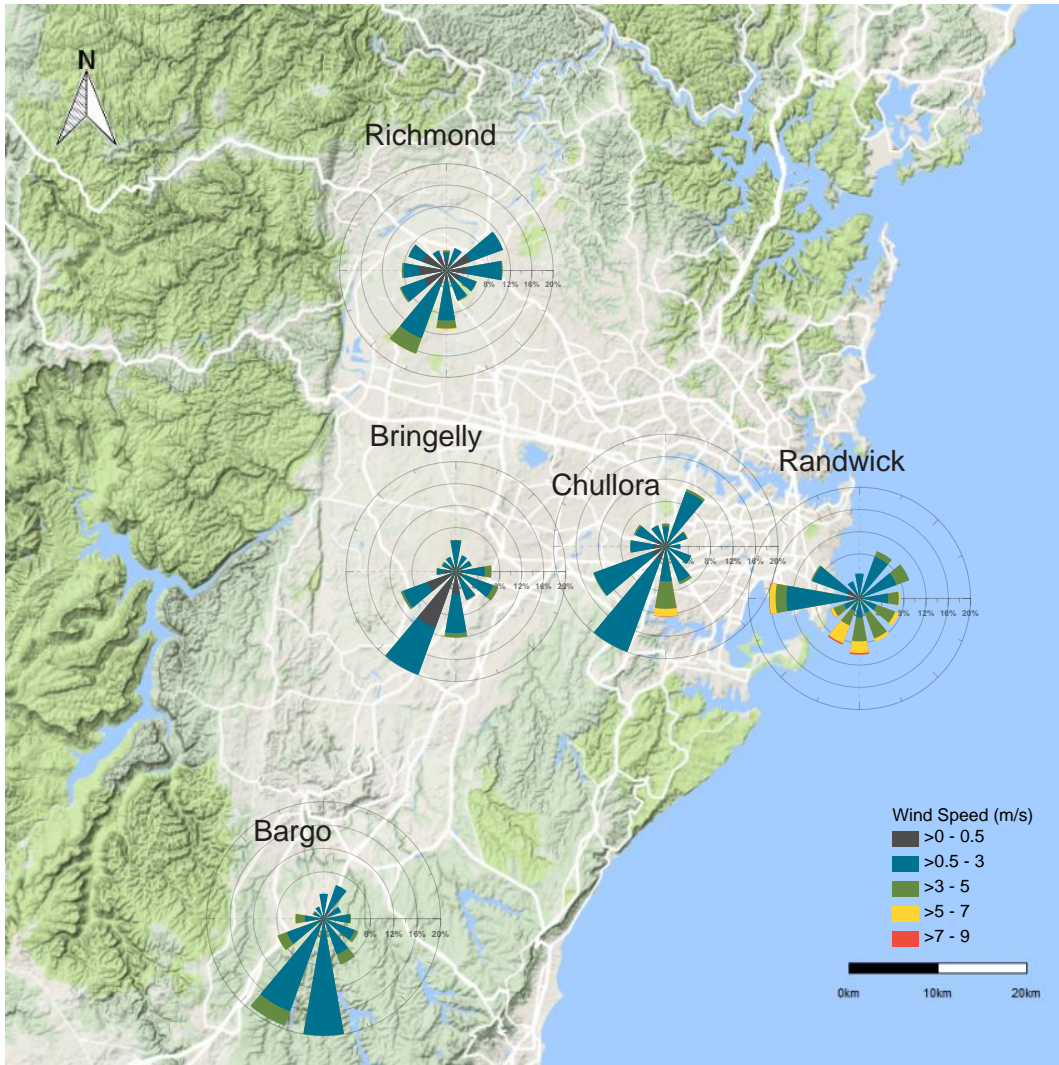 N
Richmond
8% 12% 16% 20%
Bringelly
8% 12% 16% 20%
Chullora
8% 12% 16% 20%
Randwick
8% 12% 16% 20%
Bargo
8% 12% 16% 20%
Wind Speed (m/s)
>0 - 0.5
>0.5 - 3
>3 - 5
>5 - 7
>7 - 9
0km 10km 20km